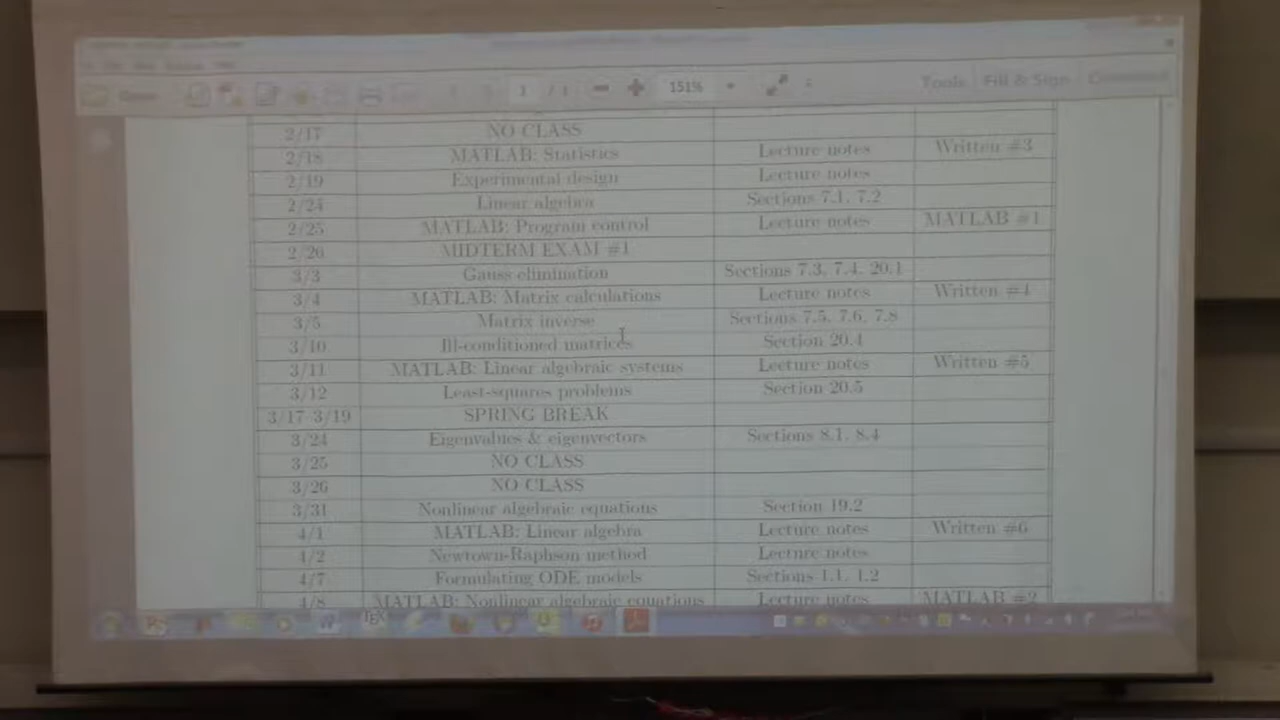 Tools Fill & Sign Comment
Open 1 / 1 151%
2/17 NO CLASS
2/18 MATLAB: Statistics Lecture notes Written #3
2/19 Experimental design Lecture notes
2/24 Linear algebra Sections 7.1, 7.2
2/25 MATLAB: Program control Lecture notes MATLAB #1
2/26 MIDTERM EXAM #1
3/3 Gauss elimination Sections 7.3, 7.4, 20.1
3/4 MATLAB: Matrix calculations Lecture notes Written #4
3/5 Matrix inverse Sections 7.5, 7.6, 7.8
3/10 Ill-conditioned matrices Section 20.4
3/11 MATLAB: Linear algebraic systems Lecture notes Written #5
3/12 Least-squares problems Section 20.5
3/17-3/19 SPRING BREAK
3/24 Eigenvalues & eigenvectors Sections 8.1, 8.4
3/25 NO CLASS
3/26 NO CLASS
3/31 Nonlinear algebraic equations Section 19.2
4/1 MATLAB: Linear algebra Lecture notes Written #6
4/2 Newtown-Raphson method Lecture notes
4/7 Formulating ODE models Sections 1.1, 1.2
4/8 MATLAB: Nonlinear algebraic equations Lecture notes MATLAB #2